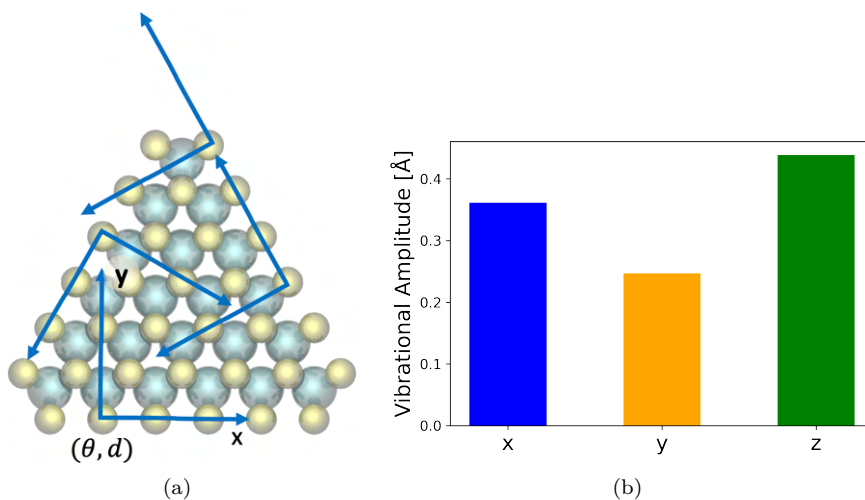 y
x
(θ, d)
(a)
Vibrational Amplitude [Å]
0.4
0.3
0.2
0.1
0.0
x
y
z
(b)